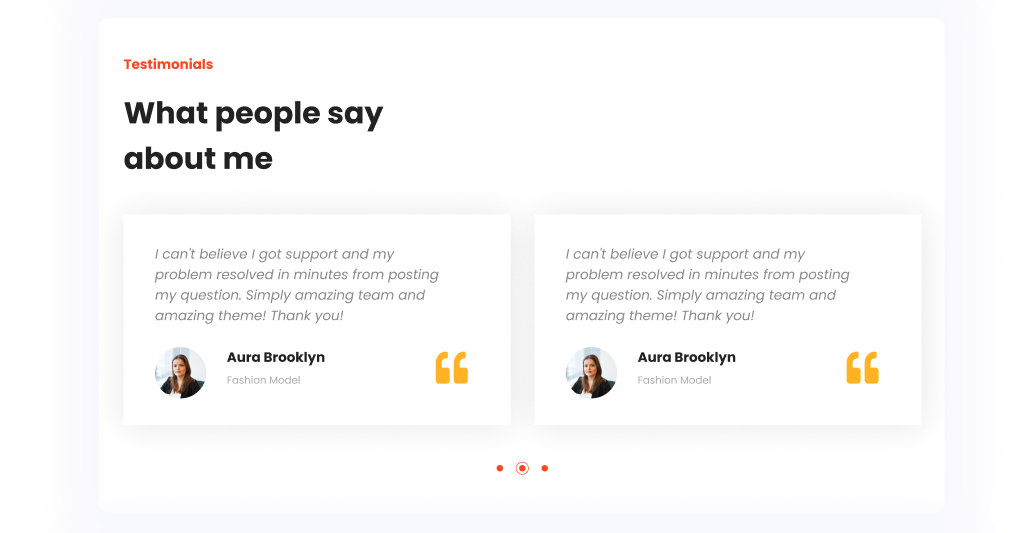 Testimonials
What people say
about me
I can't believe I got support and my
problem resolved in minutes from posting
my question. Simply amazing team and
amazing theme! Thank you!
Aura Brooklyn
Fashion Model
I can't believe I got support and my
problem resolved in minutes from posting
my question. Simply amazing team and
amazing theme! Thank you!
Aura Brooklyn
Fashion Model